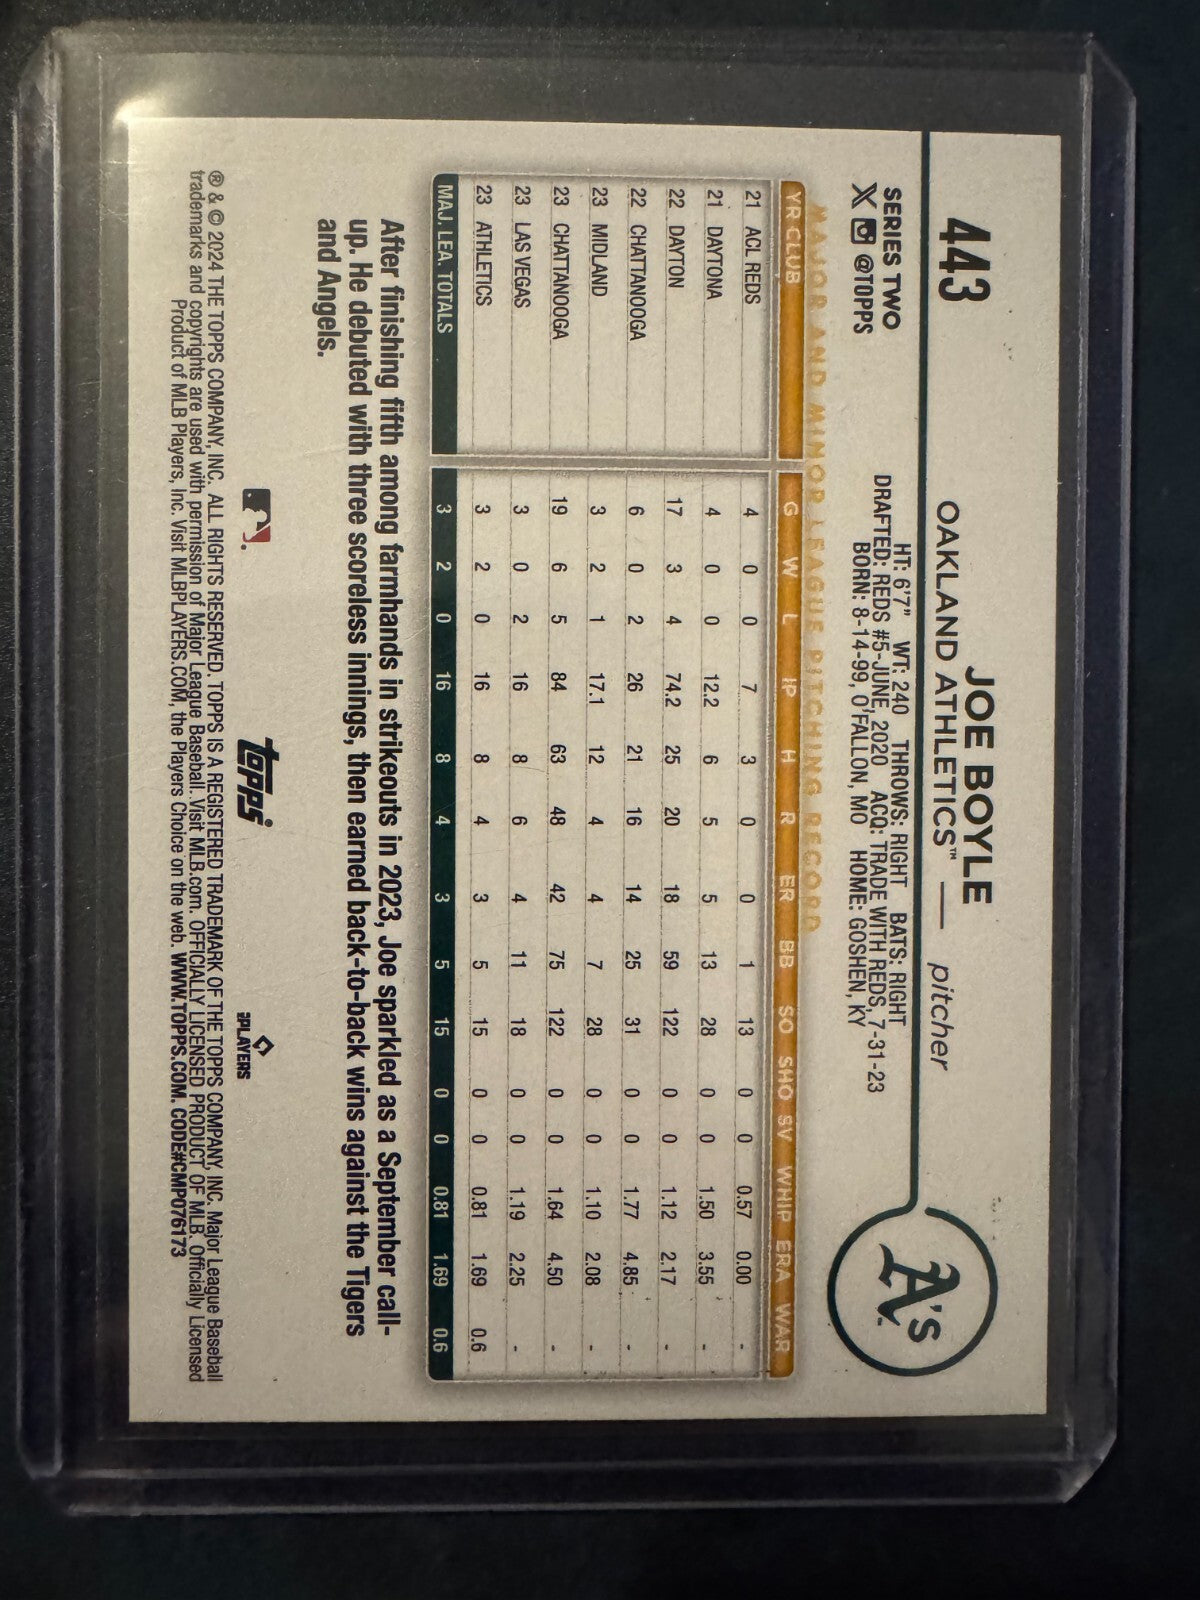 443
JOE BOYLE
OAKLAND ATHLETICS™ — pitcher
SERIES TWO
X @TOPPS
HT: 6'7" WT: 240 THROWS: RIGHT BATS: RIGHT
DRAFTED: REDS #5-JUNE, 2020 ACQ: TRADE WITH REDS, 7-31-23
BORN: 8-14-99, O'FALLON, MO HOME: GOSHEN, KY
A's
MAJOR AND MINOR LEAGUE PITCHING RECORD
YR CLUB G W L IP H R ER BB SO SHO SV WHIP ERA WAR
21 ACL REDS 4 0 0 7 3 0 0 1 13 0 0 0.57 0.00 -
21 DAYTONA 4 0 0 12.2 6 5 5 13 28 0 0 1.50 3.55 -
22 DAYTON 17 3 4 74.2 25 20 18 59 122 0 0 1.12 2.17 -
22 CHATTANOOGA 6 0 2 26 21 16 14 25 31 0 0 1.77 4.85 -
23 MIDLAND 3 2 1 17.1 12 4 4 7 28 0 0 1.10 2.08 -
23 CHATTANOOGA 19 6 5 84 63 48 42 75 122 0 0 1.64 4.50 -
23 LAS VEGAS 3 0 2 16 8 6 4 11 18 0 0 1.19 2.25 -
23 ATHLETICS 3 2 0 16 8 4 3 5 15 0 0 0.81 1.69 0.6
MAJ. LEA. TOTALS 3 2 0 16 8 4 3 5 15 0 0 0.81 1.69 0.6
After finishing fifth among farmhands in strikeouts in 2023, Joe sparkled as a September call-
up. He debuted with three scoreless innings, then earned back-to-back wins against the Tigers
and Angels.
topps
PLAYERS
® & © 2024 THE TOPPS COMPANY, INC. ALL RIGHTS RESERVED. TOPPS IS A REGISTERED TRADEMARK OF THE TOPPS COMPANY, INC. Major League Baseball
trademarks and copyrights are used with permission of Major League Baseball. Visit MLB.com. OFFICIALLY LICENSED PRODUCT OF MLB. Officially Licensed
Product of MLB Players, Inc. Visit MLBPLAYERS.COM, the Players Choice on the web. WWW.TOPPS.COM. CODE#CMP076173